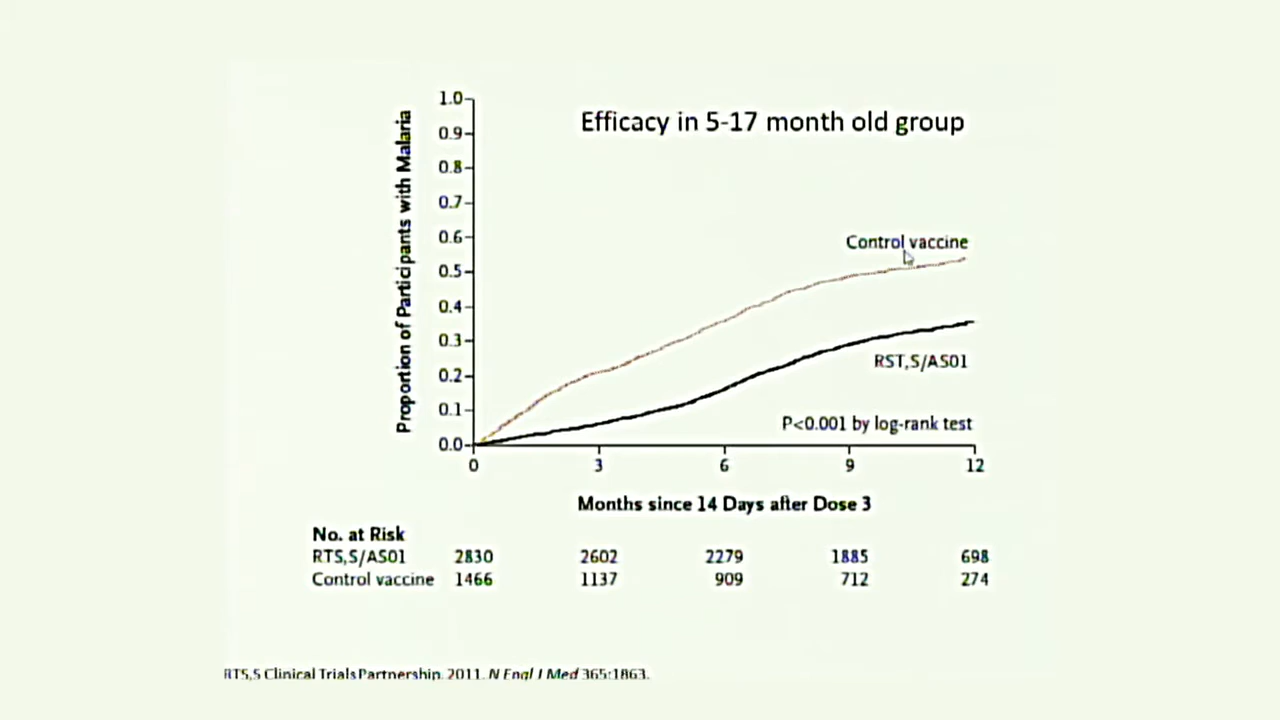 Efficacy in 5-17 month old group
Proportion of Participants with Malaria
1.0
0.9
0.8
0.7
0.6
0.5
0.4
0.3
0.2
0.1
0.0
Control vaccine
RST,S/AS01
P<0.001 by log-rank test
0 3 6 9 12
Months since 14 Days after Dose 3
No. at Risk
RTS,S/AS01 2830 2602 2279 1885 698
Control vaccine 1466 1137 909 712 274
RTS,S Clinical Trials Partnership. 2011. N Engl J Med 365:1863.